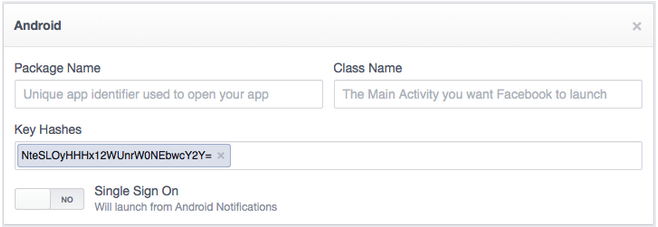 Android ×
Package Name Class Name
Unique app identifier used to open your app The Main Activity you want Facebook to launch
Key Hashes
NteSLOyHHHx12WUnrW0NEbwcY2Y= ×
NO Single Sign On
Will launch from Android Notifications